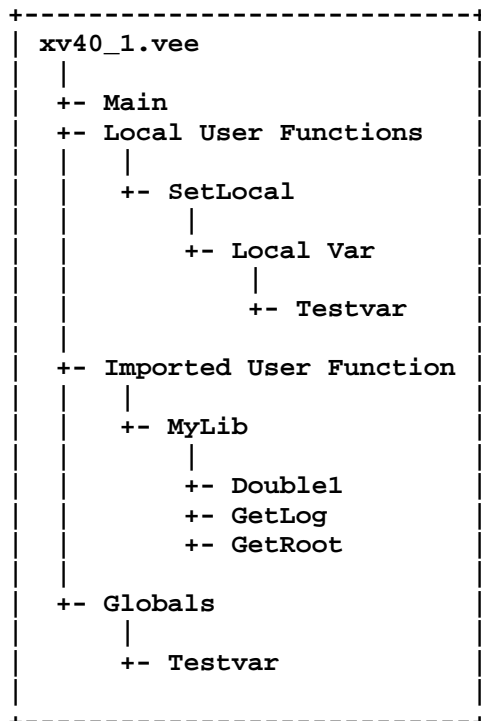 +----------------------------+
| xv40_1.vee                 |
|  |                         |
|  +- Main                   |
|  +- Local User Functions   |
|  |   |                     |
|  |   +- SetLocal           |
|  |       |                 |
|  |       +- Local Var      |
|  |           |             |
|  |           +- Testvar    |
|  |                         |
|  +- Imported User Function |
|  |   |                     |
|  |   +- MyLib              |
|  |       |                 |
|  |       +- Double1        |
|  |       +- GetLog         |
|  |       +- GetRoot        |
|  |                         |
|  +- Globals                |
|      |                     |
|      +- Testvar            |
|                            |
+----------------------------+